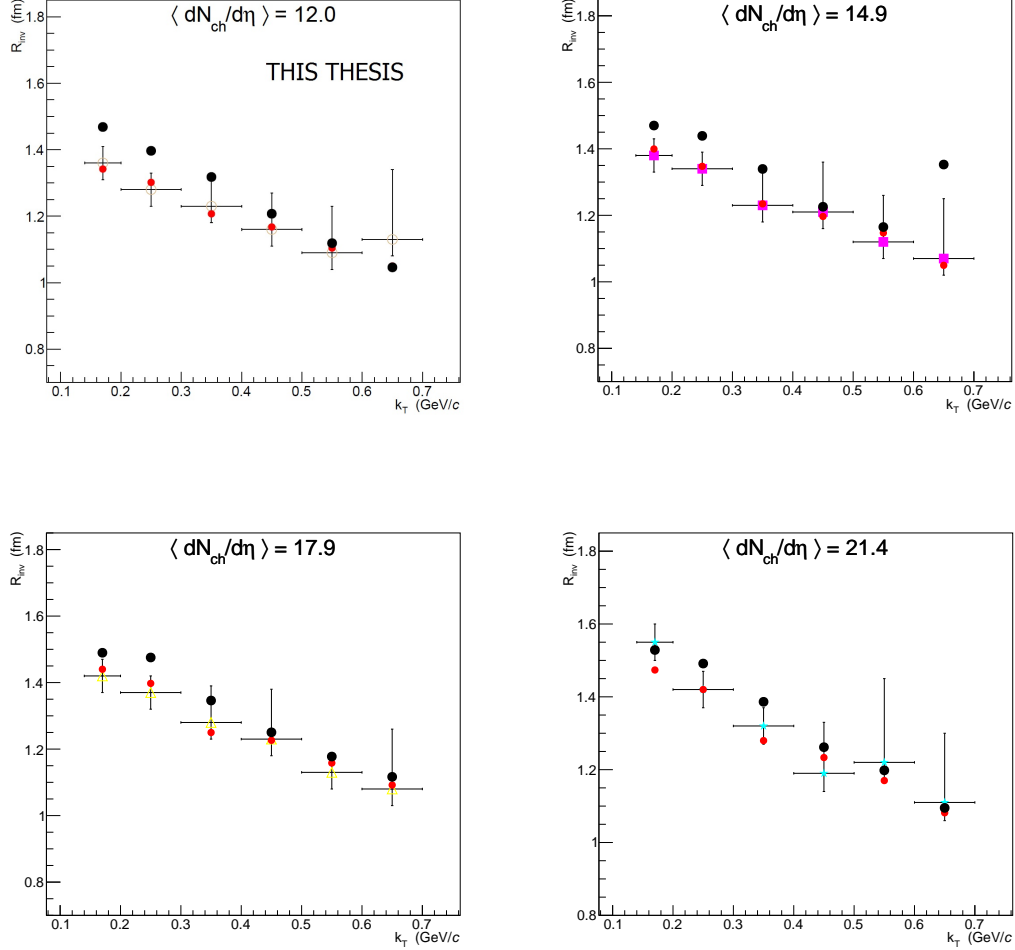 ⟨ dN_ch/dη ⟩ = 12.0
R_inv (fm)
THIS THESIS
1.8
1.6
1.4
1.2
1
0.8
0.1 0.2 0.3 0.4 0.5 0.6 0.7
k_T (GeV/c
⟨ dN_ch/dη ⟩ = 14.9
R_inv (fm)
1.8
1.6
1.4
1.2
1
0.8
0.1 0.2 0.3 0.4 0.5 0.6 0.7
k_T (GeV/c
⟨ dN_ch/dη ⟩ = 17.9
R_inv (fm)
1.8
1.6
1.4
1.2
1
0.8
0.1 0.2 0.3 0.4 0.5 0.6 0.7
k_T (GeV/c
⟨ dN_ch/dη ⟩ = 21.4
R_inv (fm)
1.8
1.6
1.4
1.2
1
0.8
0.1 0.2 0.3 0.4 0.5 0.6 0.7
k_T (GeV/c